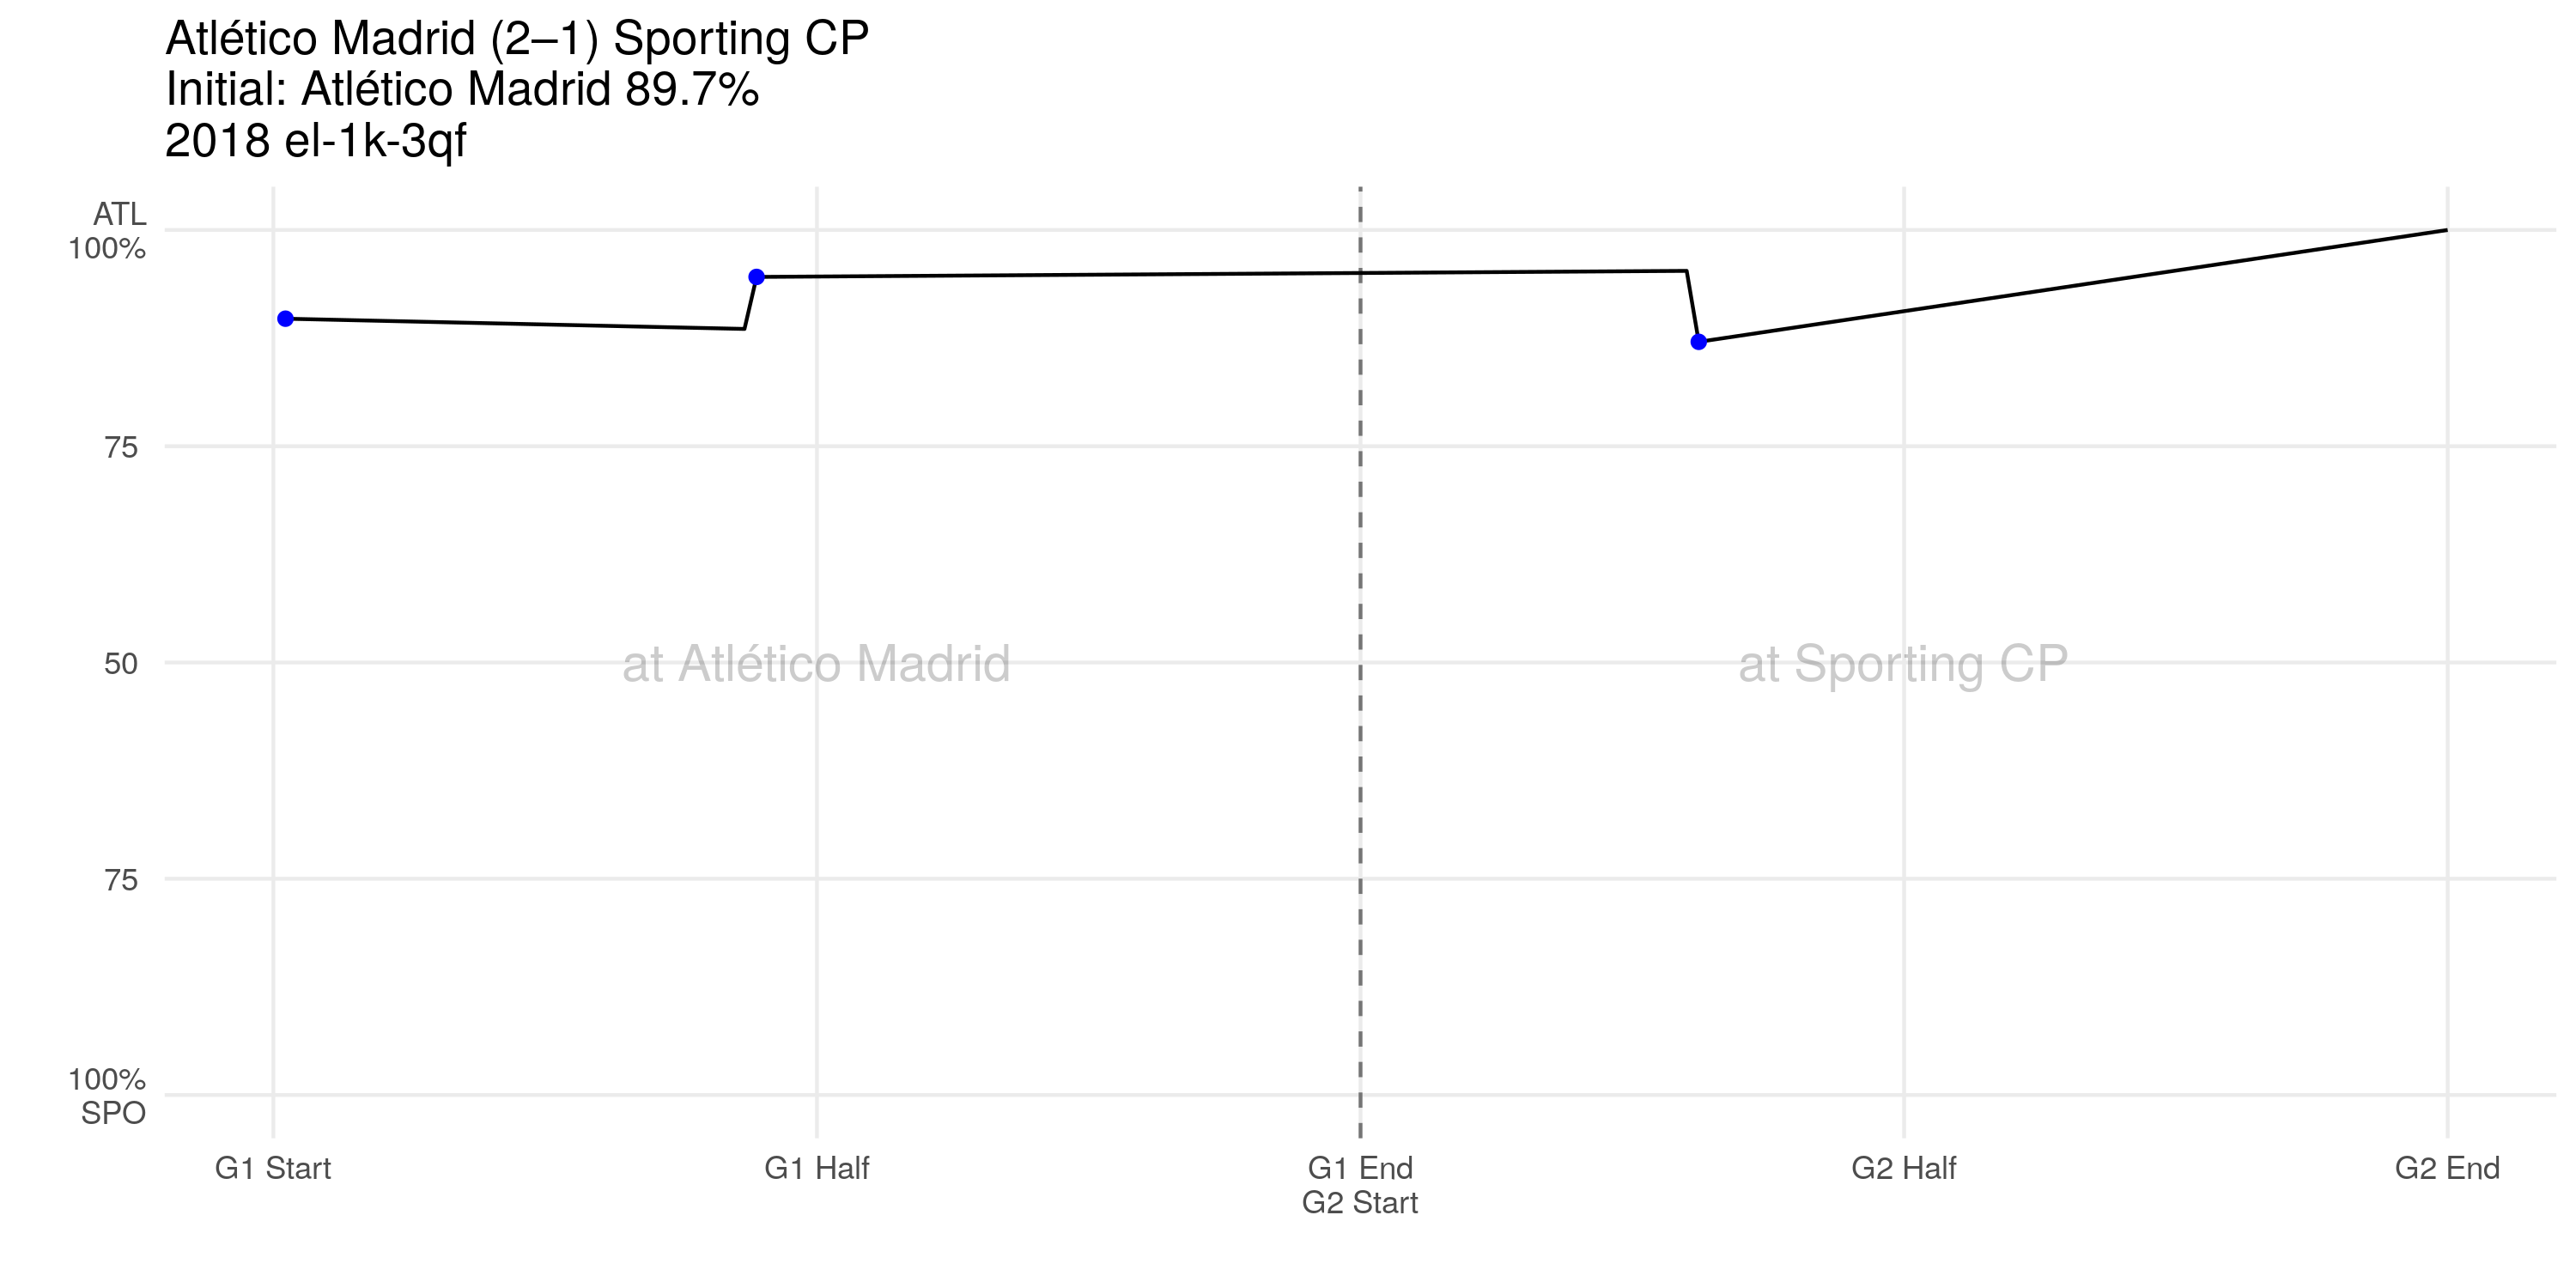 Atlético Madrid (2–1) Sporting CP
Initial: Atlético Madrid 89.7%
2018 el-1k-3qf
ATL
100%
75
50
75
100%
SPO
at Atlético Madrid
at Sporting CP
G1 Start
G1 Half
G1 End
G2 Start
G2 Half
G2 End